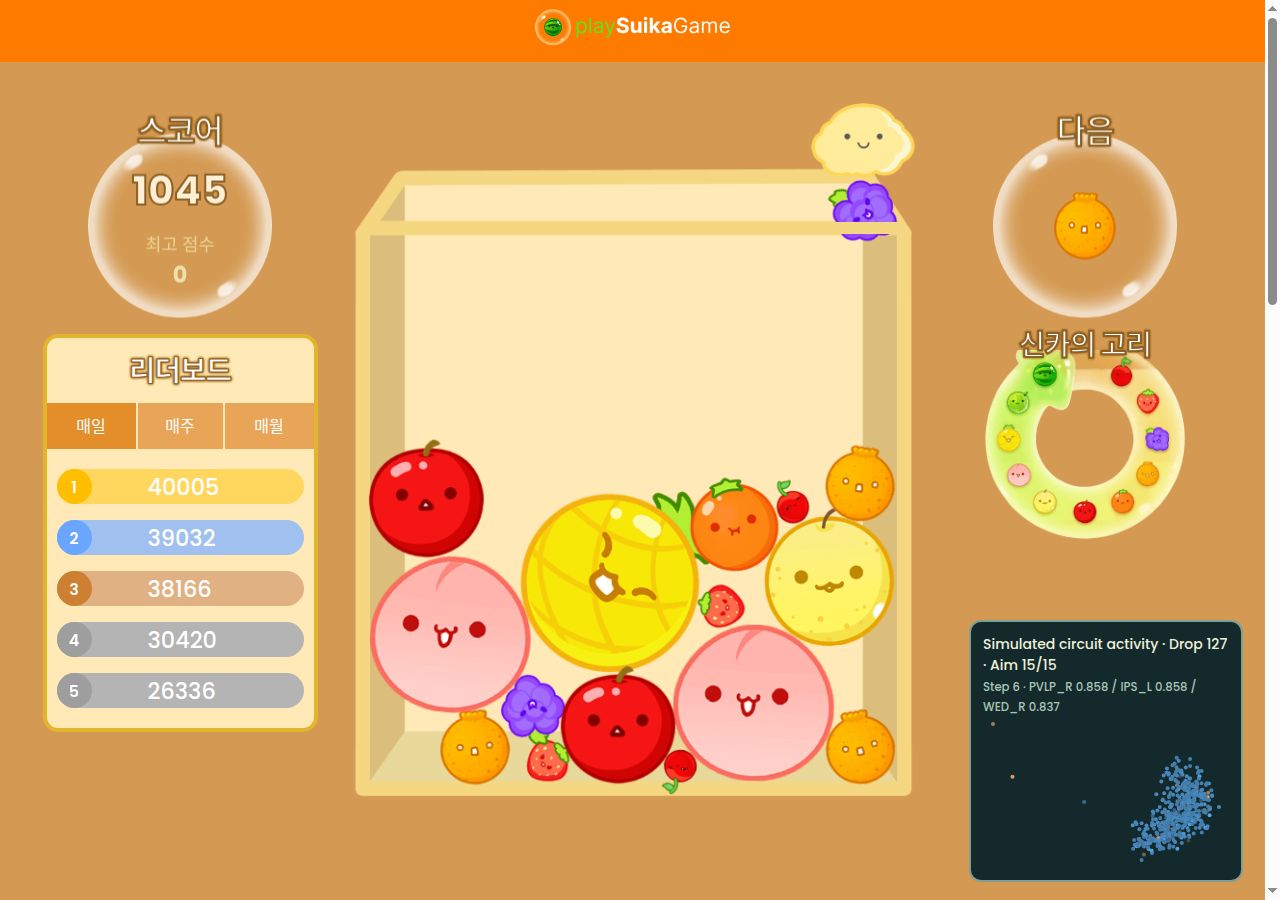 playSuikaGame
스코어
1045
최고 점수
0
리더보드
매일 매주 매월
1 40005
2 39032
3 38166
4 30420
5 26336
다음
신카의 고리
Simulated circuit activity · Drop 127
· Aim 15/15
Step 6 · PVLP_R 0.858 / IPS_L 0.858 /
WED_R 0.837